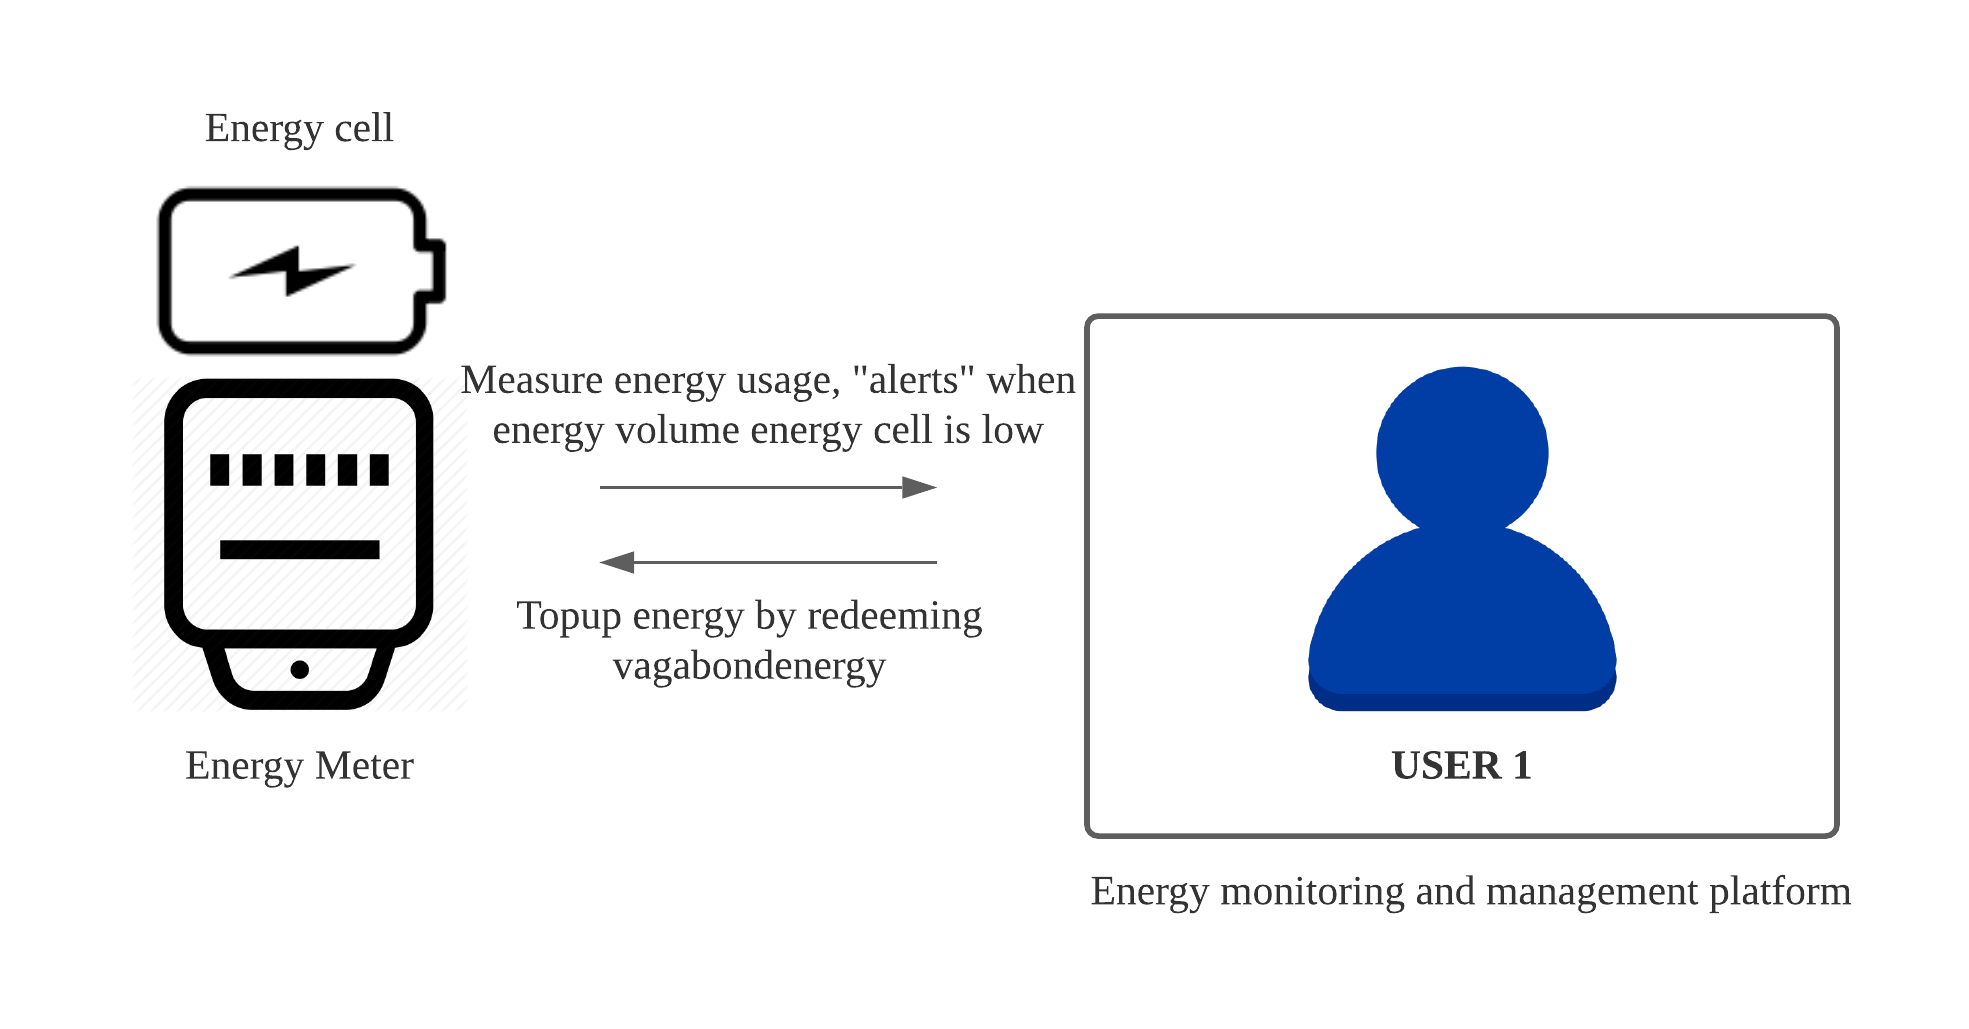 Energy cell
Measure energy usage, "alerts" when
energy volume energy cell is low
Topup energy by redeeming
vagabondenergy
Energy Meter
USER 1
Energy monitoring and management platform